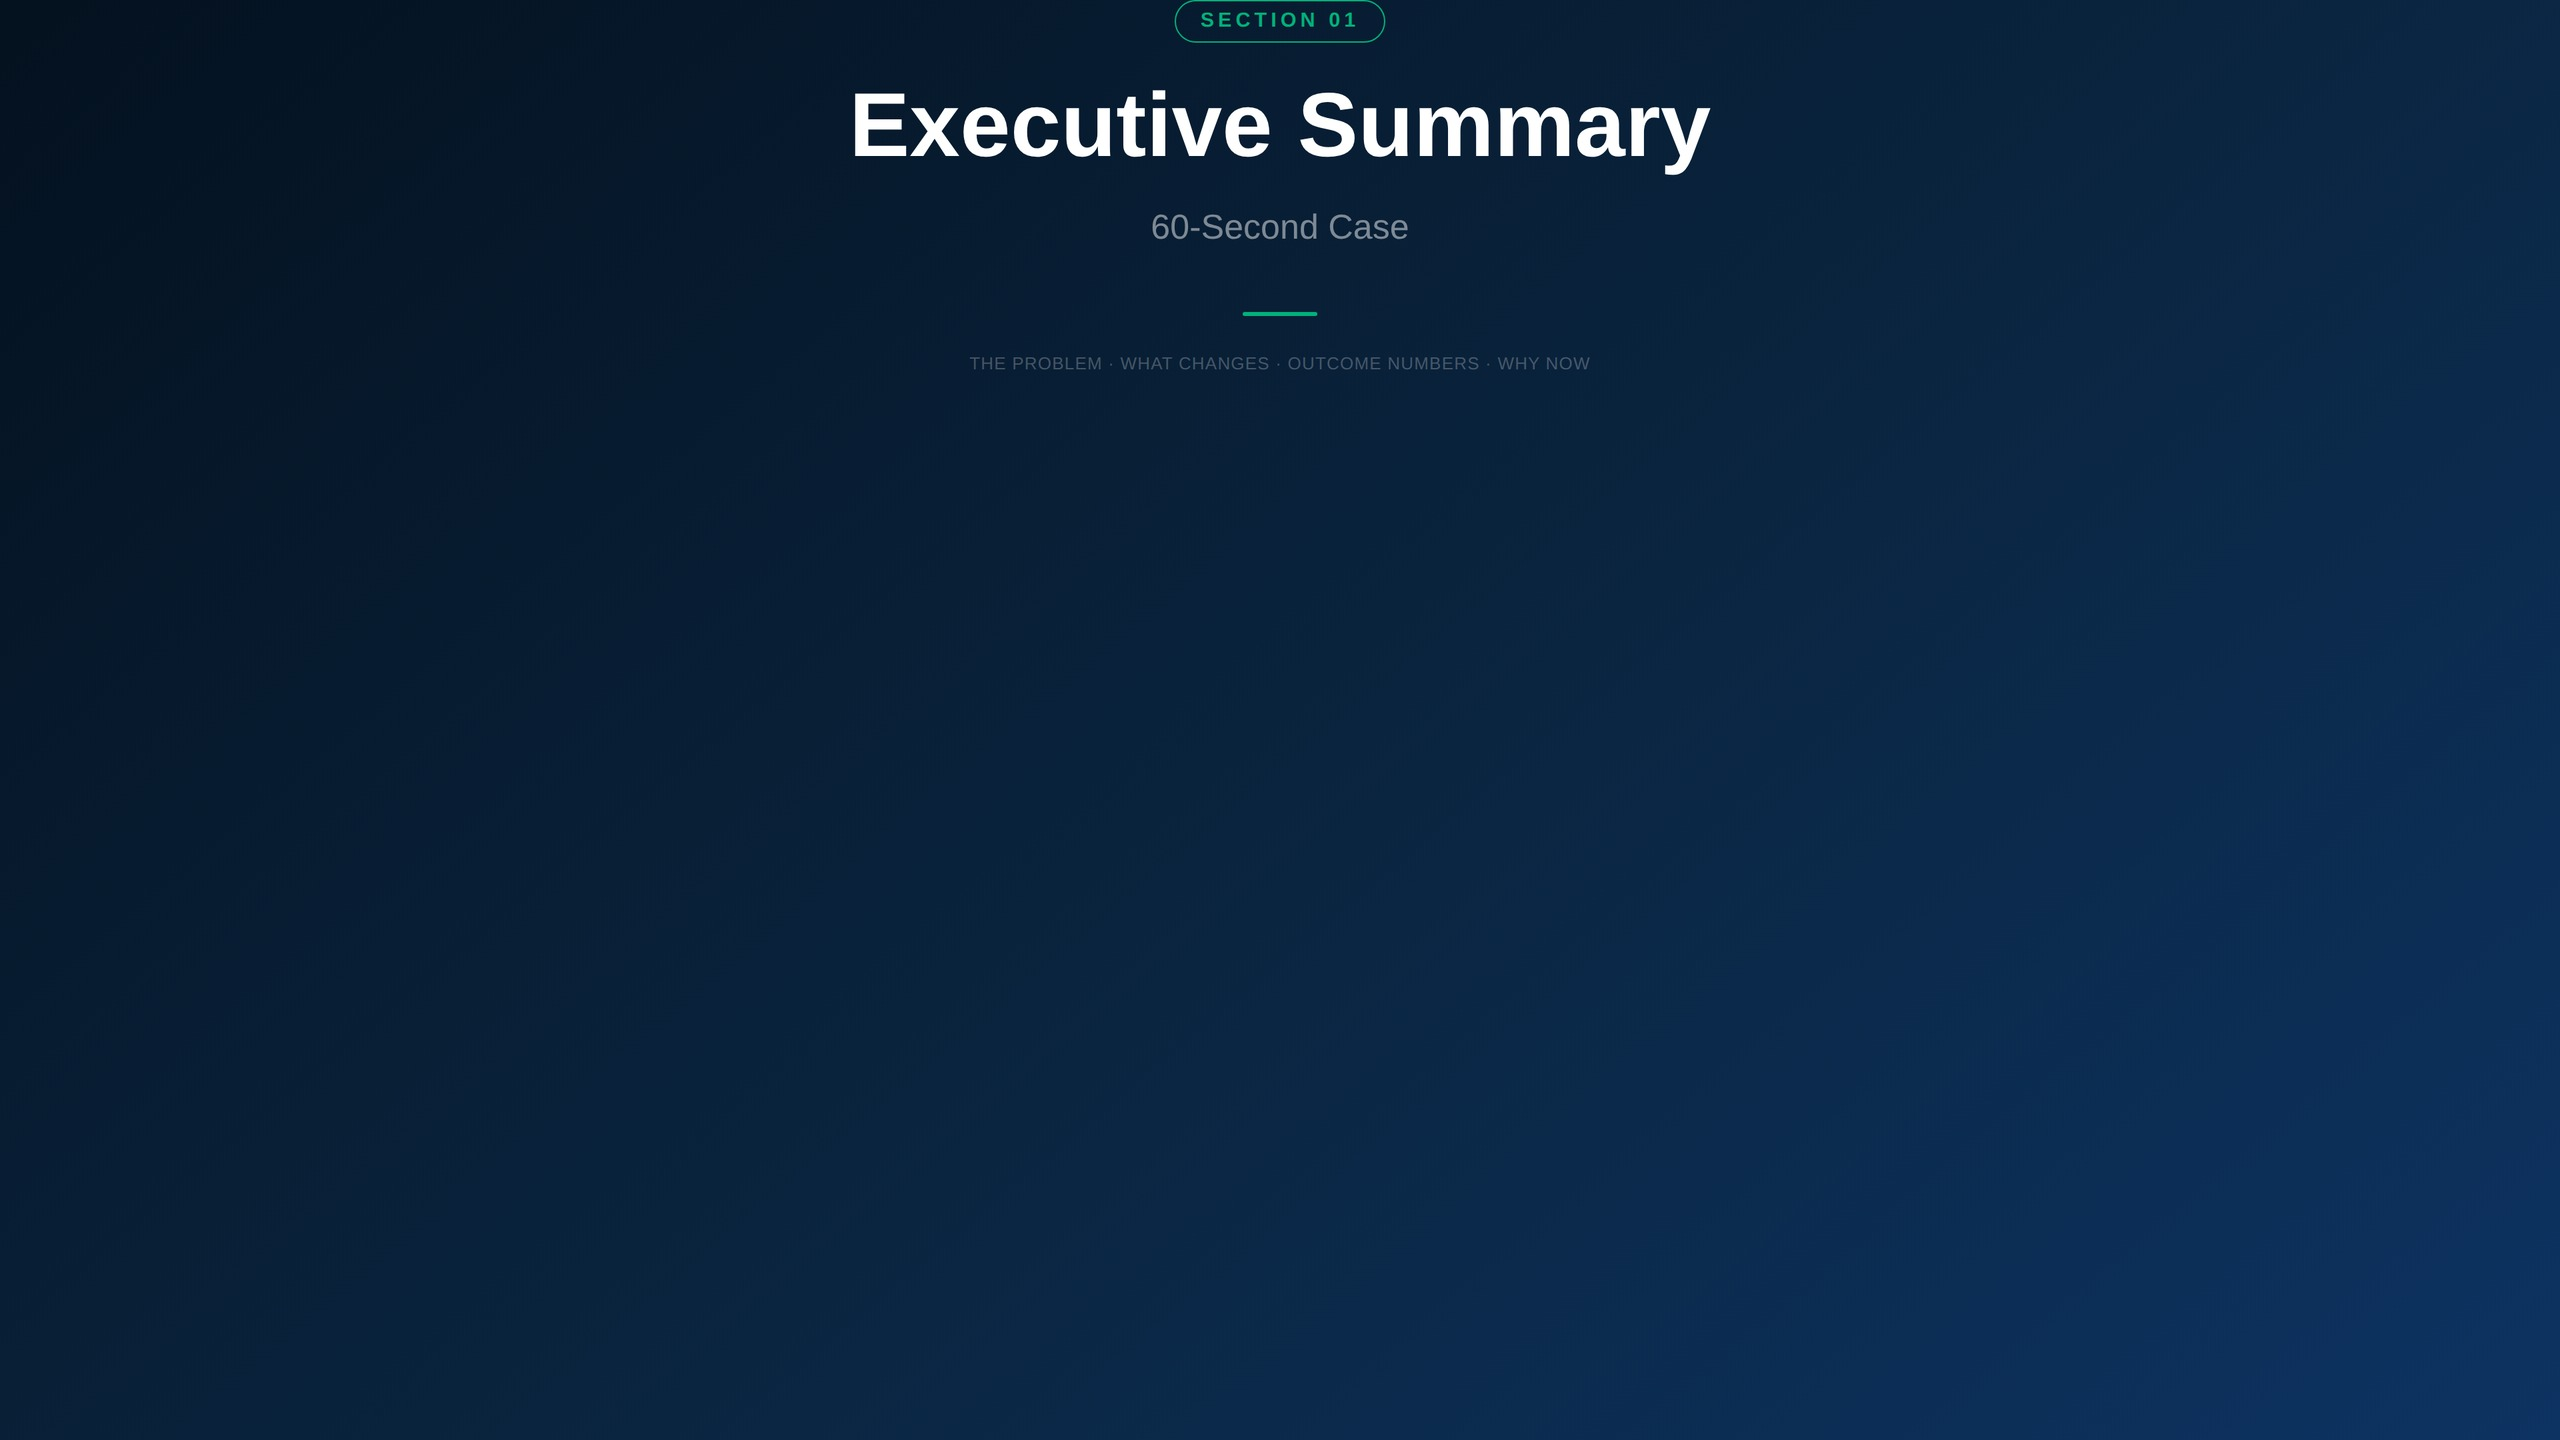 SECTION 01
Executive Summary
60-Second Case
THE PROBLEM · WHAT CHANGES · OUTCOME NUMBERS · WHY NOW